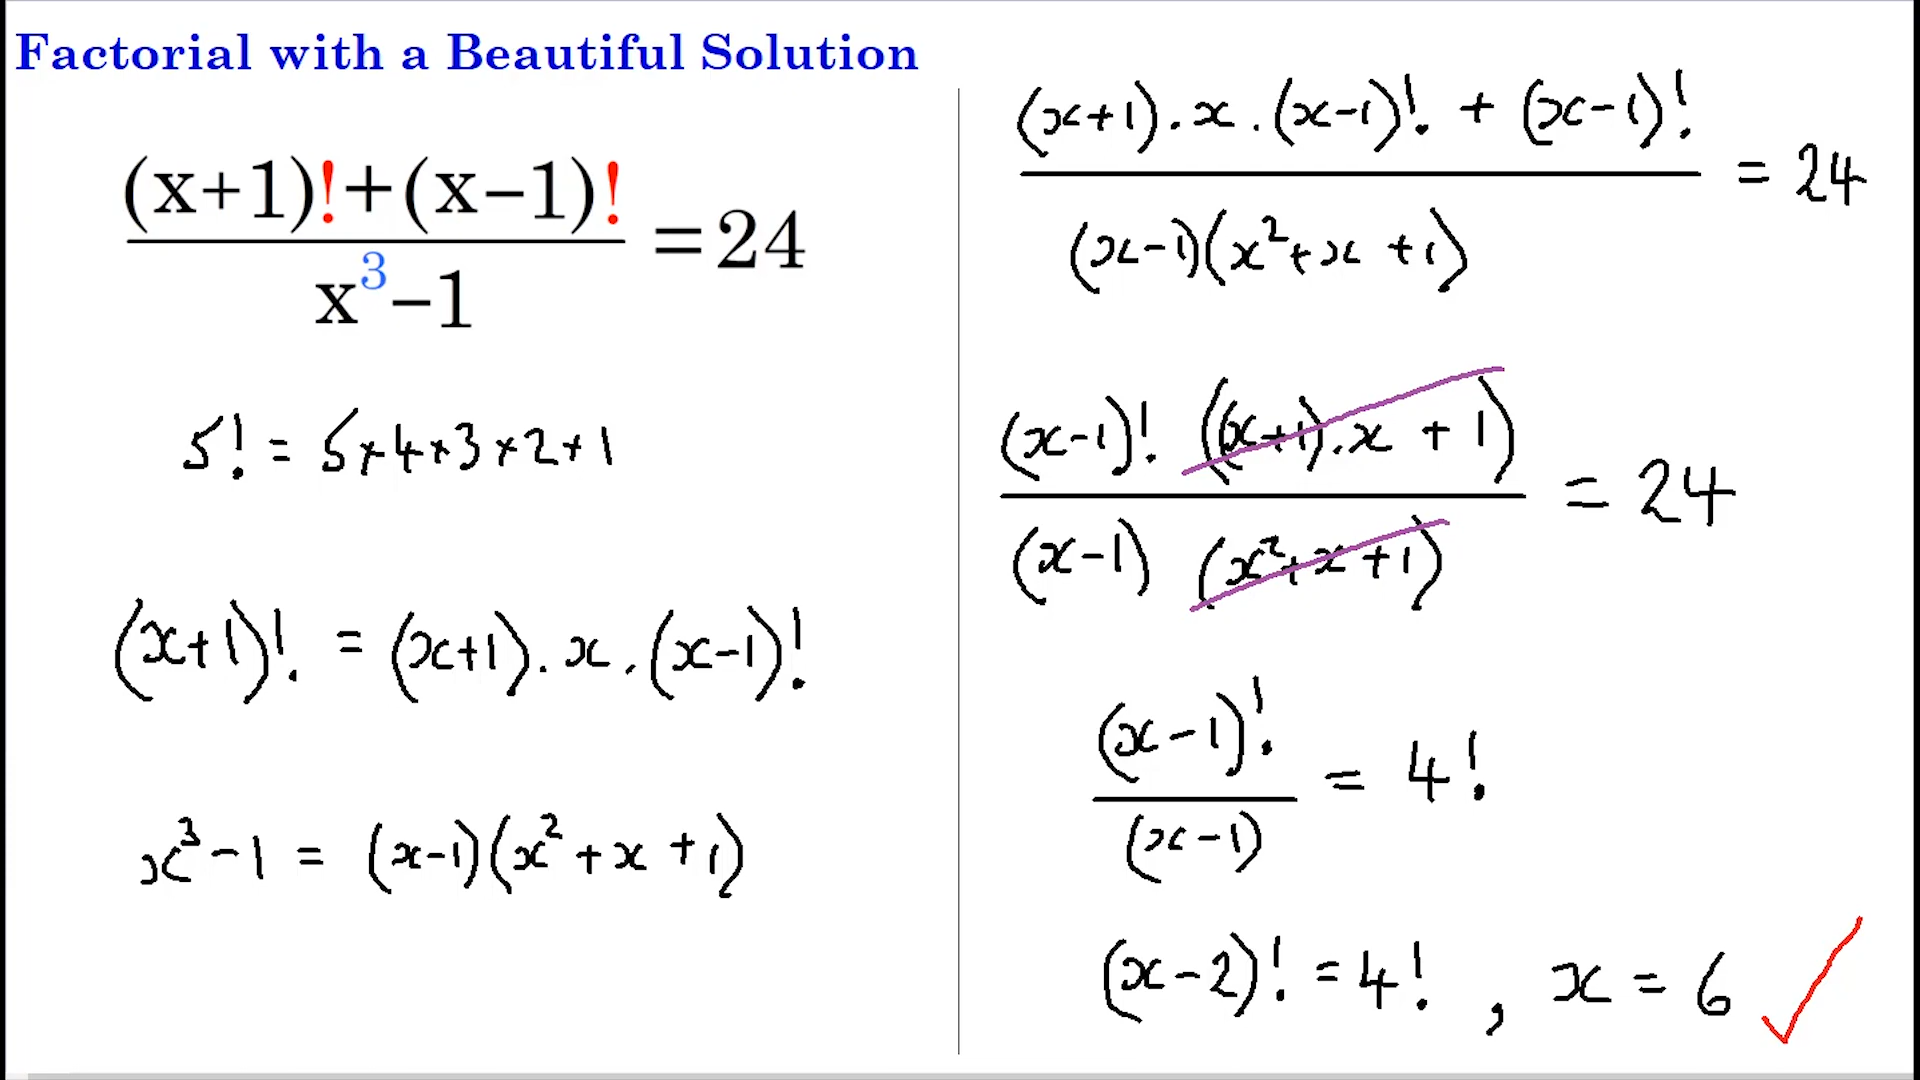 Factorial with a Beautiful Solution
(x+1)!+(x−1)!
x³−1
=24
5! = 5×4×3×2×1
(x+1)! = (x+1).x.(x−1)!
x³−1 = (x−1)(x²+x+1)
(x+1).x.(x−1)! + (x−1)!
(x−1)(x²+x+1)
= 24
(x−1)! ((x+1).x + 1)
(x−1) (x²+x+1)
= 24
(x−1)!
(x−1)
= 4!
(x−2)! = 4! , x = 6 ✓